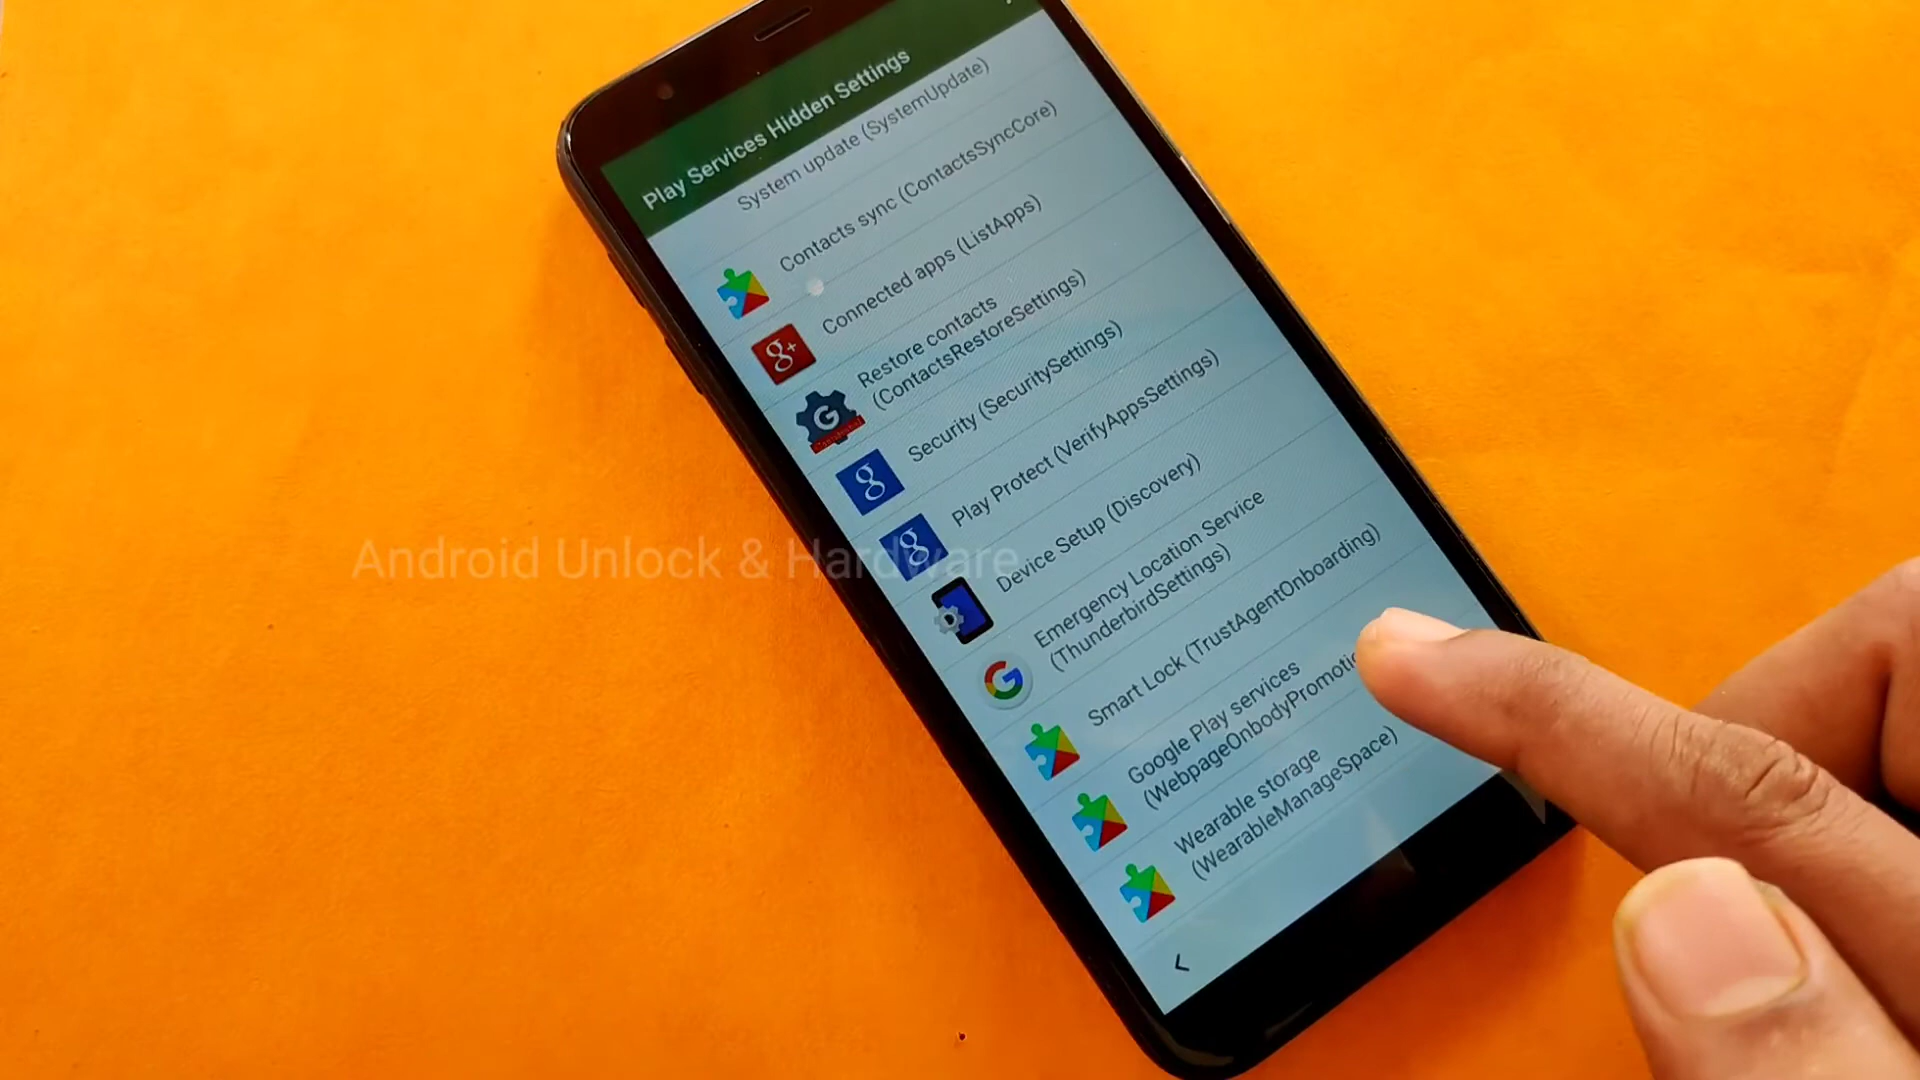 Play Services Hidden Settings
System update (SystemUpdate)
Contacts sync (ContactsSyncCore)
Connected apps (ListApps)
Restore contacts
(ContactsRestoreSettings)
Security (SecuritySettings)
Play Protect (VerifyAppsSettings)
Device Setup (Discovery)
Emergency Location Service
(ThunderbirdSettings)
Smart Lock (TrustAgentOnboarding)
Google Play services
(WebpageOnbodyPromotio
Wearable storage
(WearableManageSpace)
Android Unlock & Hardware